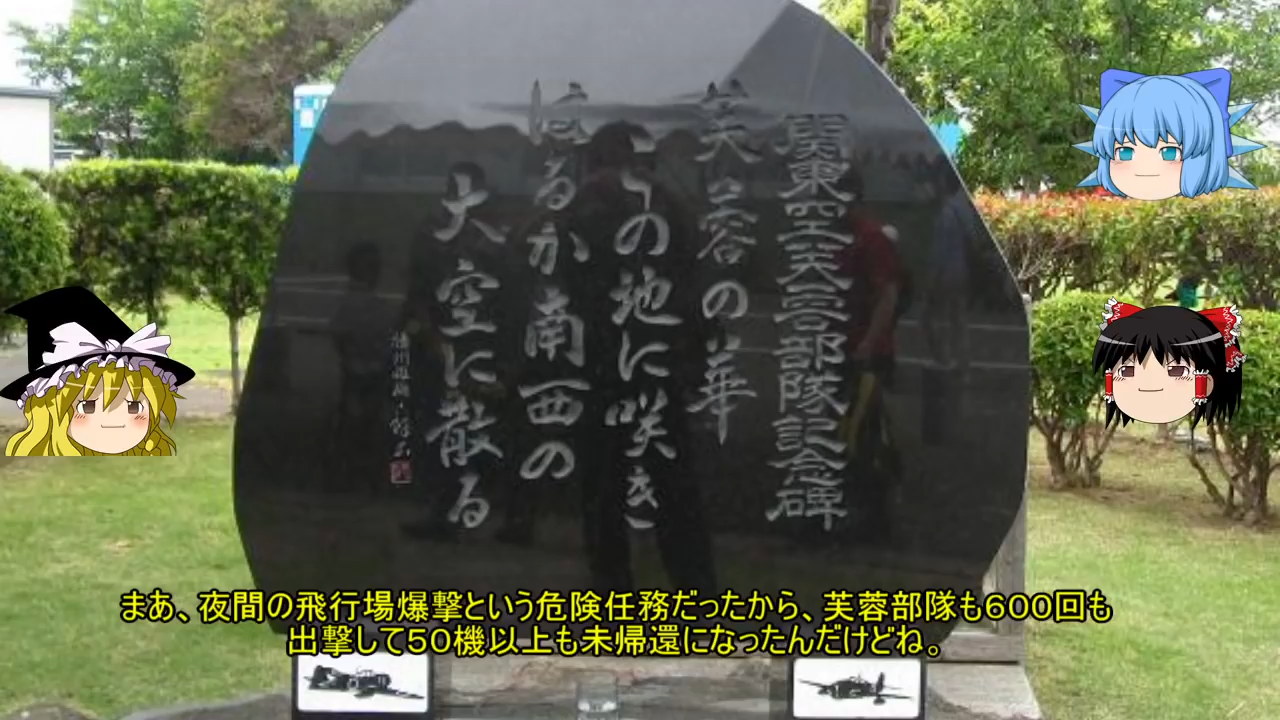 関東四芙蓉部隊記念碑
芙蓉の華
この地に咲き
はるか南西の
大空に散る
まあ、夜間の飛行場爆撃という危険任務だったから、芙蓉部隊も600回も
出撃して50機以上も未帰還になったんだけどね。